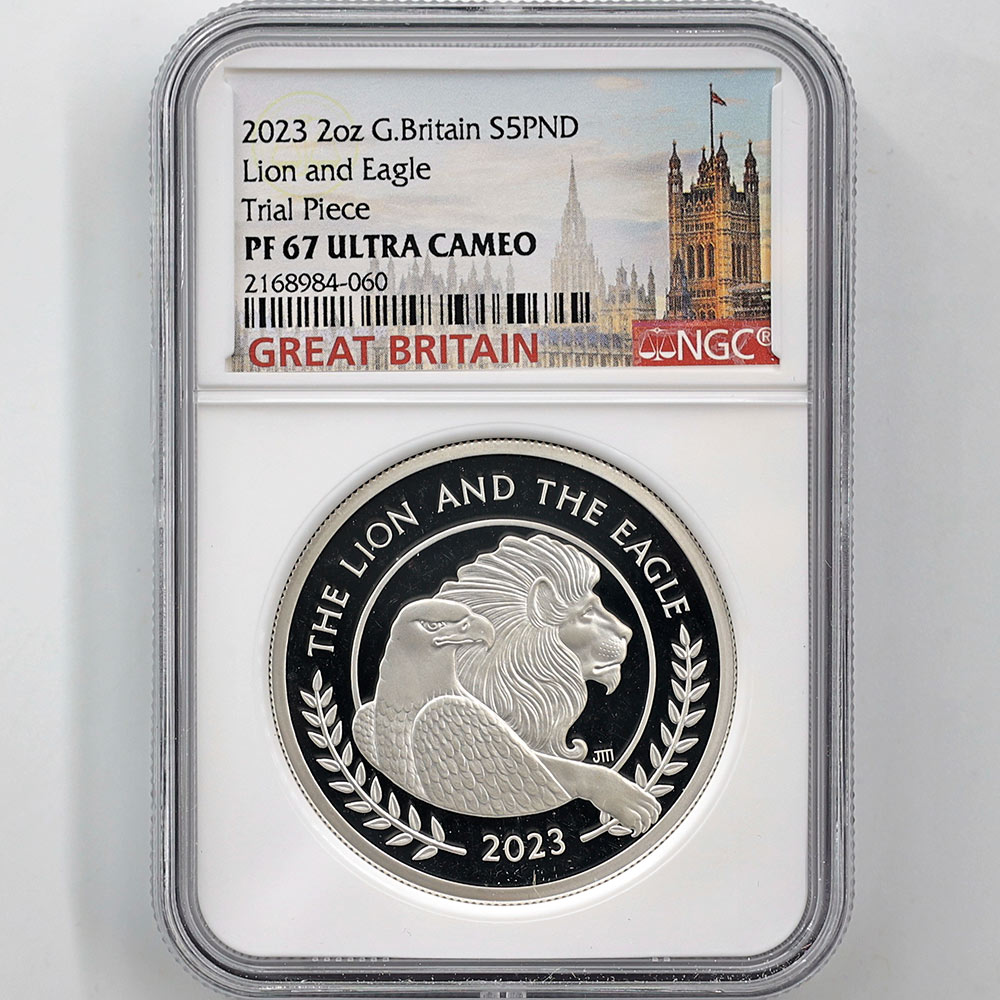 2023 2oz G.Britain S5PND
Lion and Eagle
Trial Piece
PF 67 ULTRA CAMEO
2168984-060
GREAT BRITAIN
NGC®
THE LION AND THE EAGLE
JM
2023